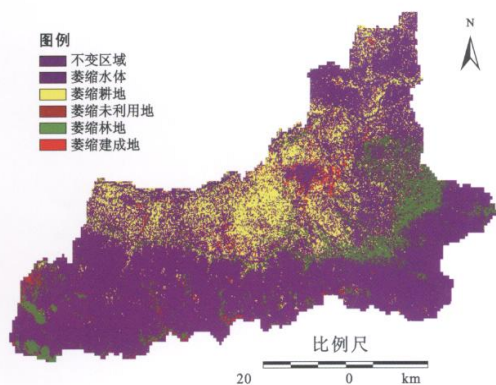 N
图例
不变区域
萎缩水体
萎缩耕地
萎缩未利用地
萎缩林地
萎缩建成地
比例尺
20 0 km